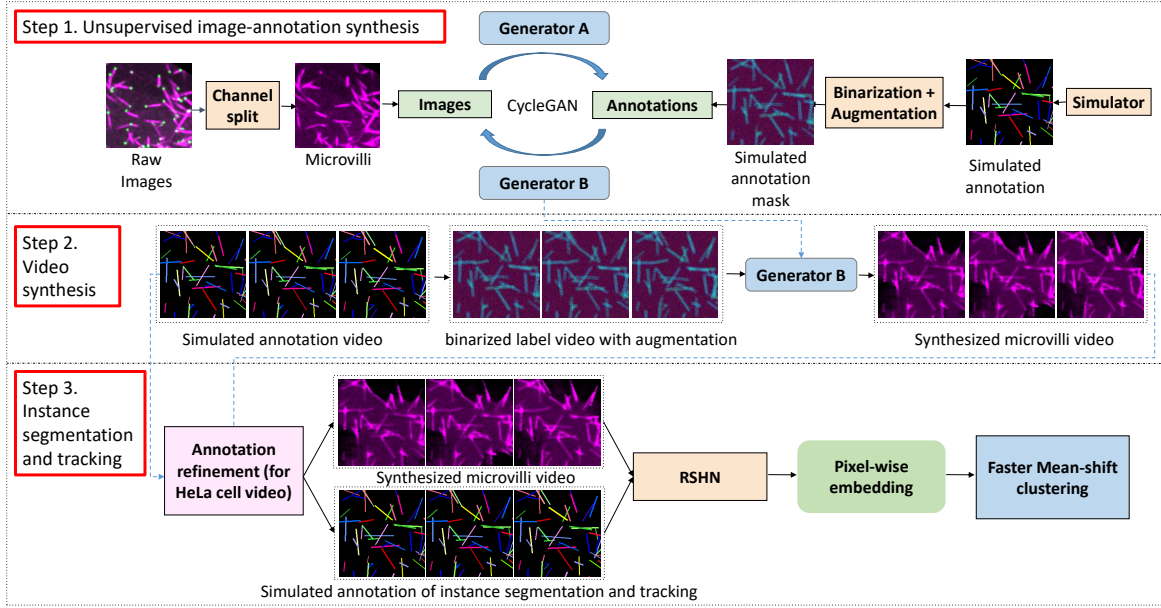 Step 1. Unsupervised image-annotation synthesis
Generator A
Channel
split
Images
CycleGAN
Annotations
Binarization +
Augmentation
Simulator
Raw
Images
Microvilli
Generator B
Simulated
annotation
mask
Simulated
annotation
Step 2.
Video
synthesis
Generator B
Simulated annotation video
binarized label video with augmentation
Synthesized microvilli video
Step 3.
Instance
segmentation
and tracking
Annotation
refinement (for
HeLa cell video)
Synthesized microvilli video
RSHN
Pixel-wise
embedding
Faster Mean-shift
clustering
Simulated annotation of instance segmentation and tracking